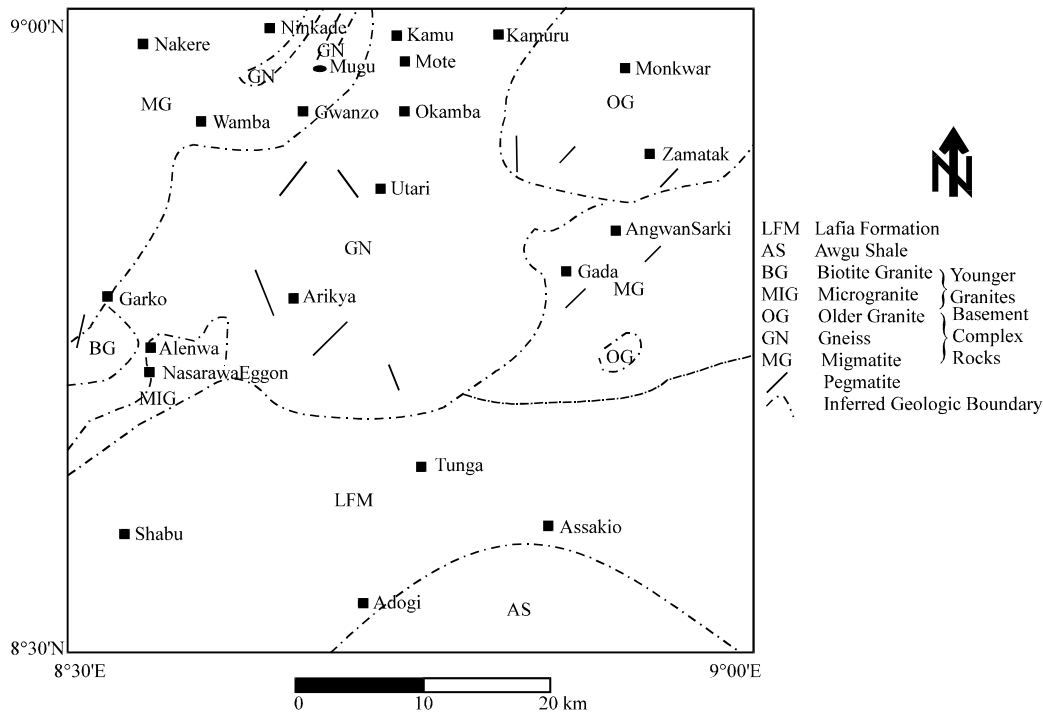 9°00'N
Ninkade
Nakere
Kamu
Kamuru
GN
Mugu
Mote
Monkwar
GN
MG
OG
Wamba
Gwanzo
Okamba
Zamatak
Utari
AngwanSarki
GN
Gada
MG
Garko
Arikya
BG
Alenwa
OG
NasarawaEggon
MIG
Tunga
LFM
Shabu
Assakio
Adogi
AS
8°30'N
8°30'E
9°00'E
0 10 20 km
N
LFM Lafia Formation
AS Awgu Shale
BG Biotite Granite } Younger
MIG Microgranite Granites
OG Older Granite } Basement
GN Gneiss Complex
MG Migmatite Rocks
Pegmatite
Inferred Geologic Boundary